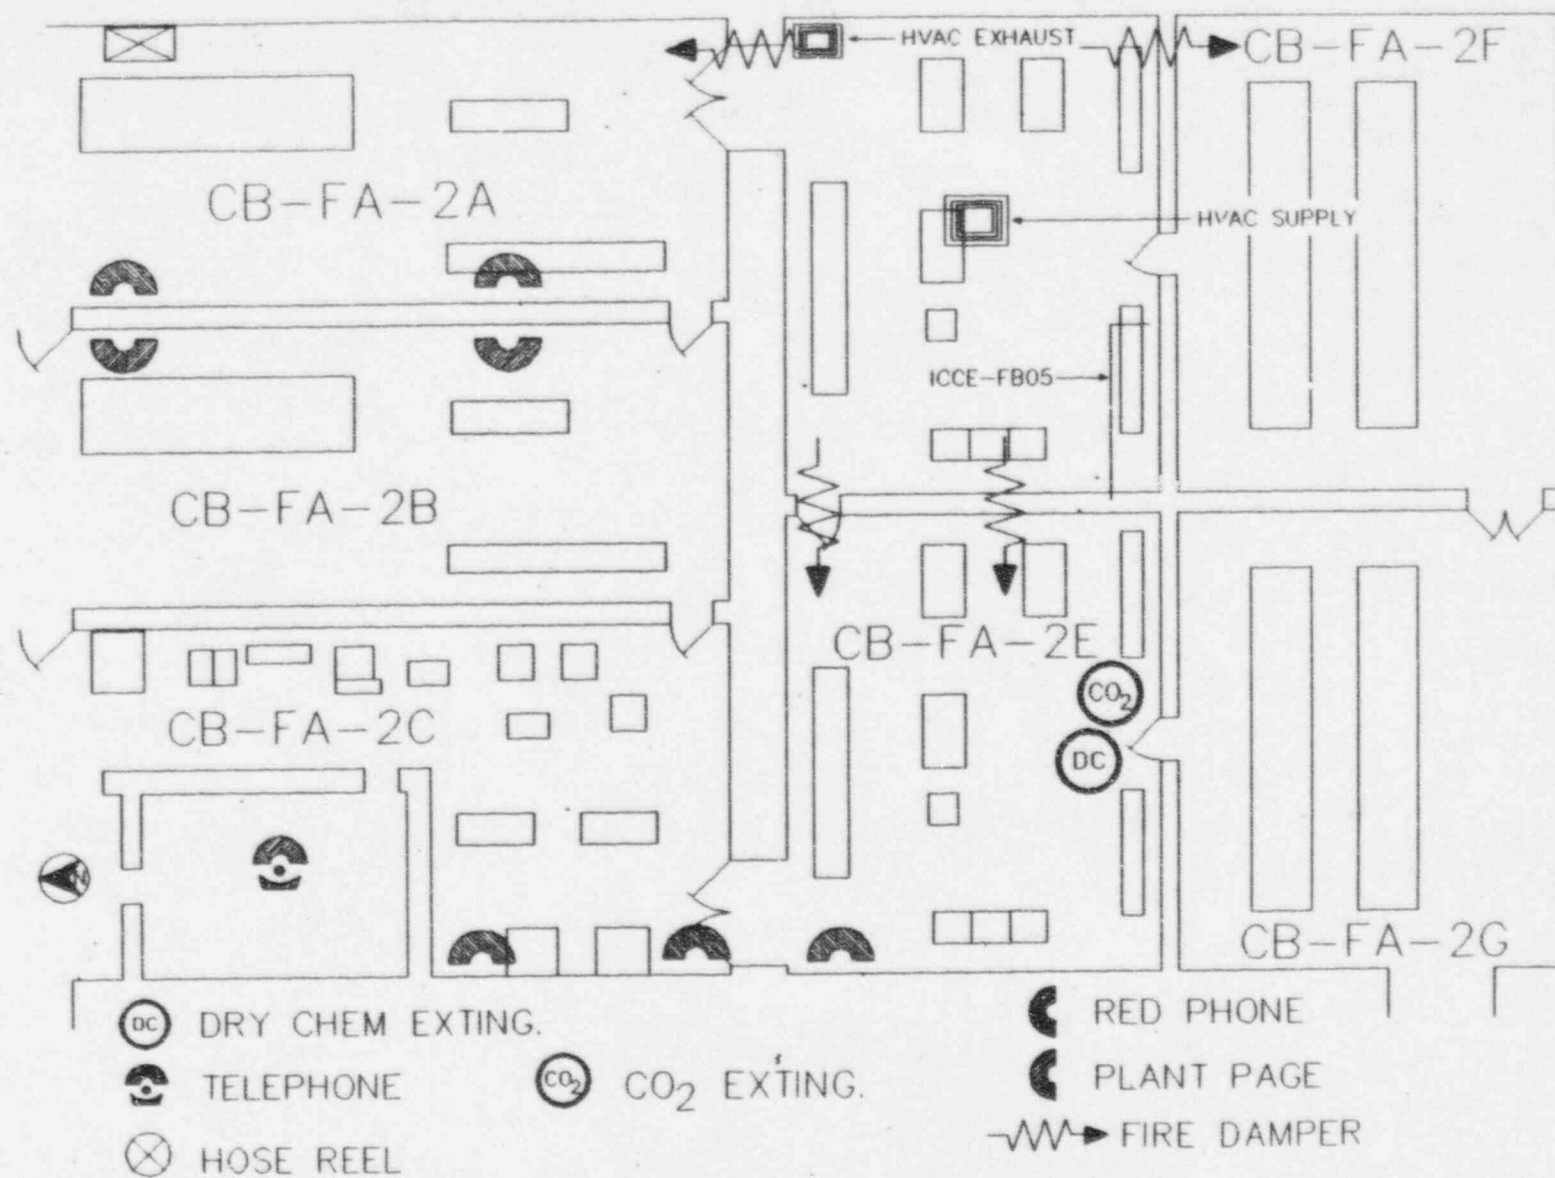 HVAC EXHAUST
CB-FA-2F
CB-FA-2A
HVAC SUPPLY
ICCE-FB05
CB-FA-2B
CB-FA-2E
CO2
CB-FA-2C
DC
CB-FA-2G
DC DRY CHEM EXTING.
RED PHONE
TELEPHONE
CO2 CO2 EXTING.
PLANT PAGE
FIRE DAMPER
HOSE REEL